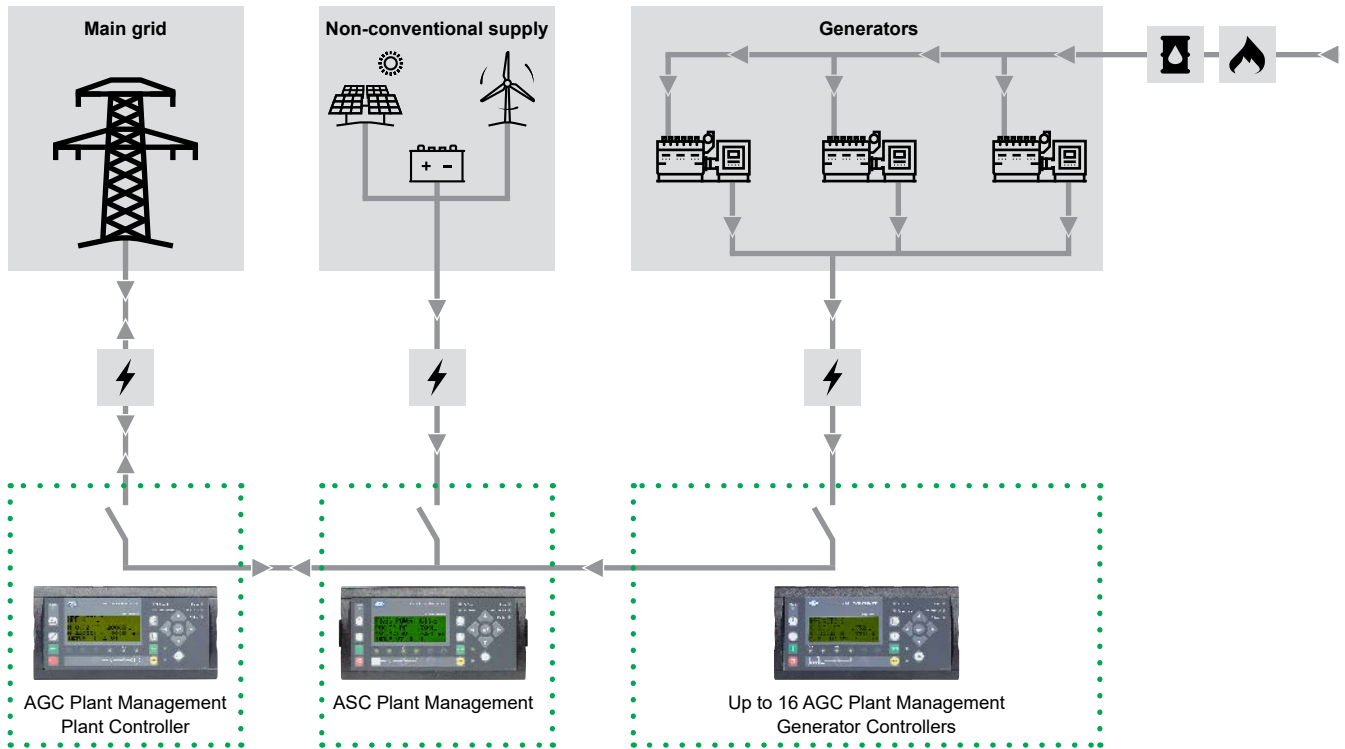 Main grid
Non-conventional supply
Generators
AGC Plant Management
Plant Controller
ASC Plant Management
Up to 16 AGC Plant Management
Generator Controllers